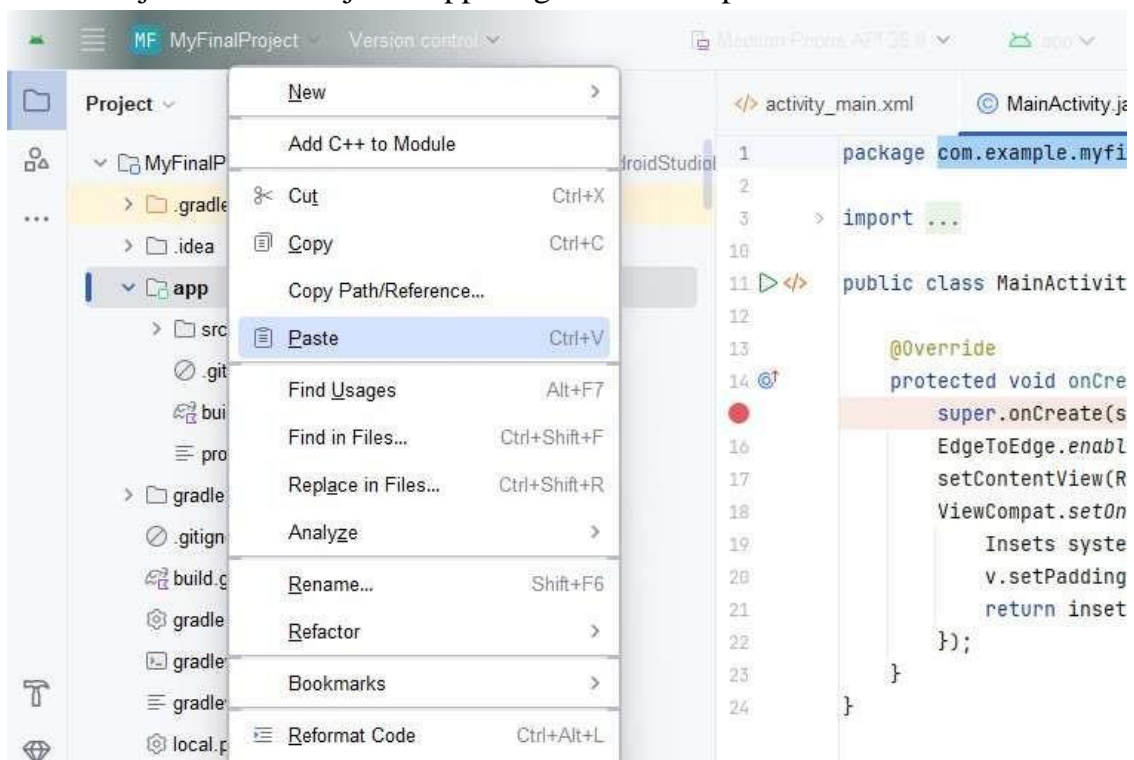 MF MyFinalProject Version control app
Project
MyFinalP
.gradle
.idea
app
src
.git
bui
pro
gradle
.gitign
build.g
gradle
gradle
gradle
local.p
New
Add C++ to Module
Cut Ctrl+X
Copy Ctrl+C
Copy Path/Reference...
Paste Ctrl+V
Find Usages Alt+F7
Find in Files... Ctrl+Shift+F
Replace in Files... Ctrl+Shift+R
Analyze
Rename... Shift+F6
Refactor
Bookmarks
Reformat Code Ctrl+Alt+L
droidStudio
</> activity_main.xml © MainActivity.ja
1 package com.example.myfi
2
3 > import ...
10
11 </> public class MainActivit
12
13 @Override
14 protected void onCre
super.onCreate(s
16 EdgeToEdge.enabl
17 setContentView(R
18 ViewCompat.setOn
19 Insets syste
20 v.setPadding
21 return inset
22 });
23 }
24 }